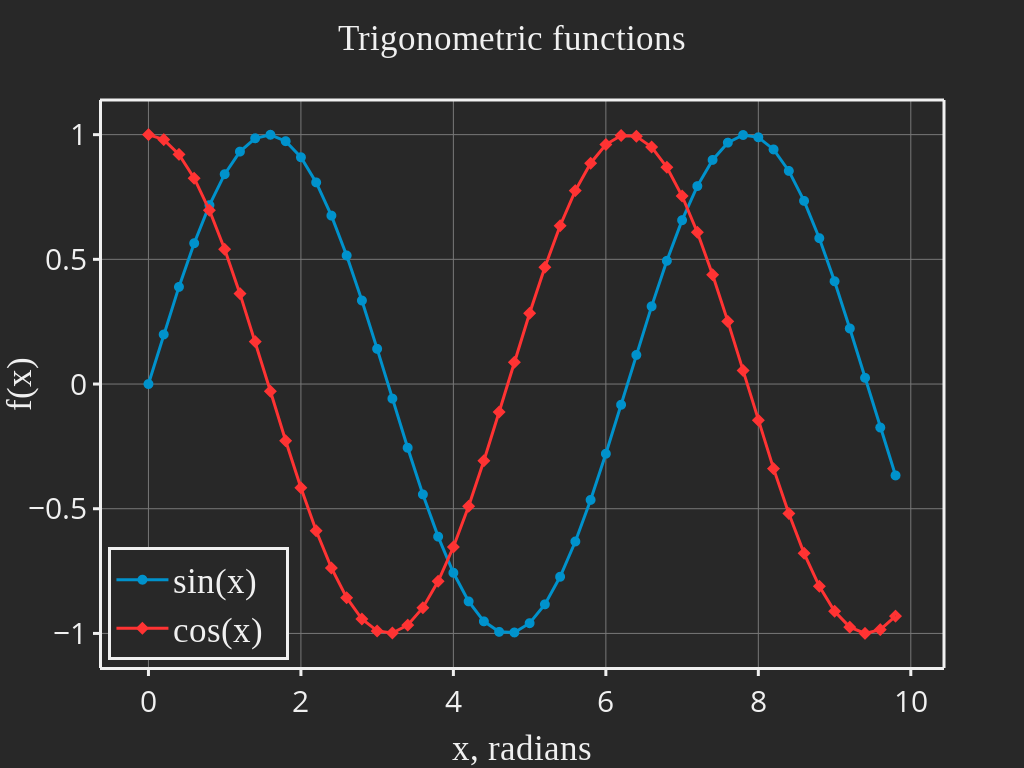 Trigonometric functions
1
0.5
0
−0.5
−1
f(x)
sin(x)
cos(x)
0 2 4 6 8 10
x, radians